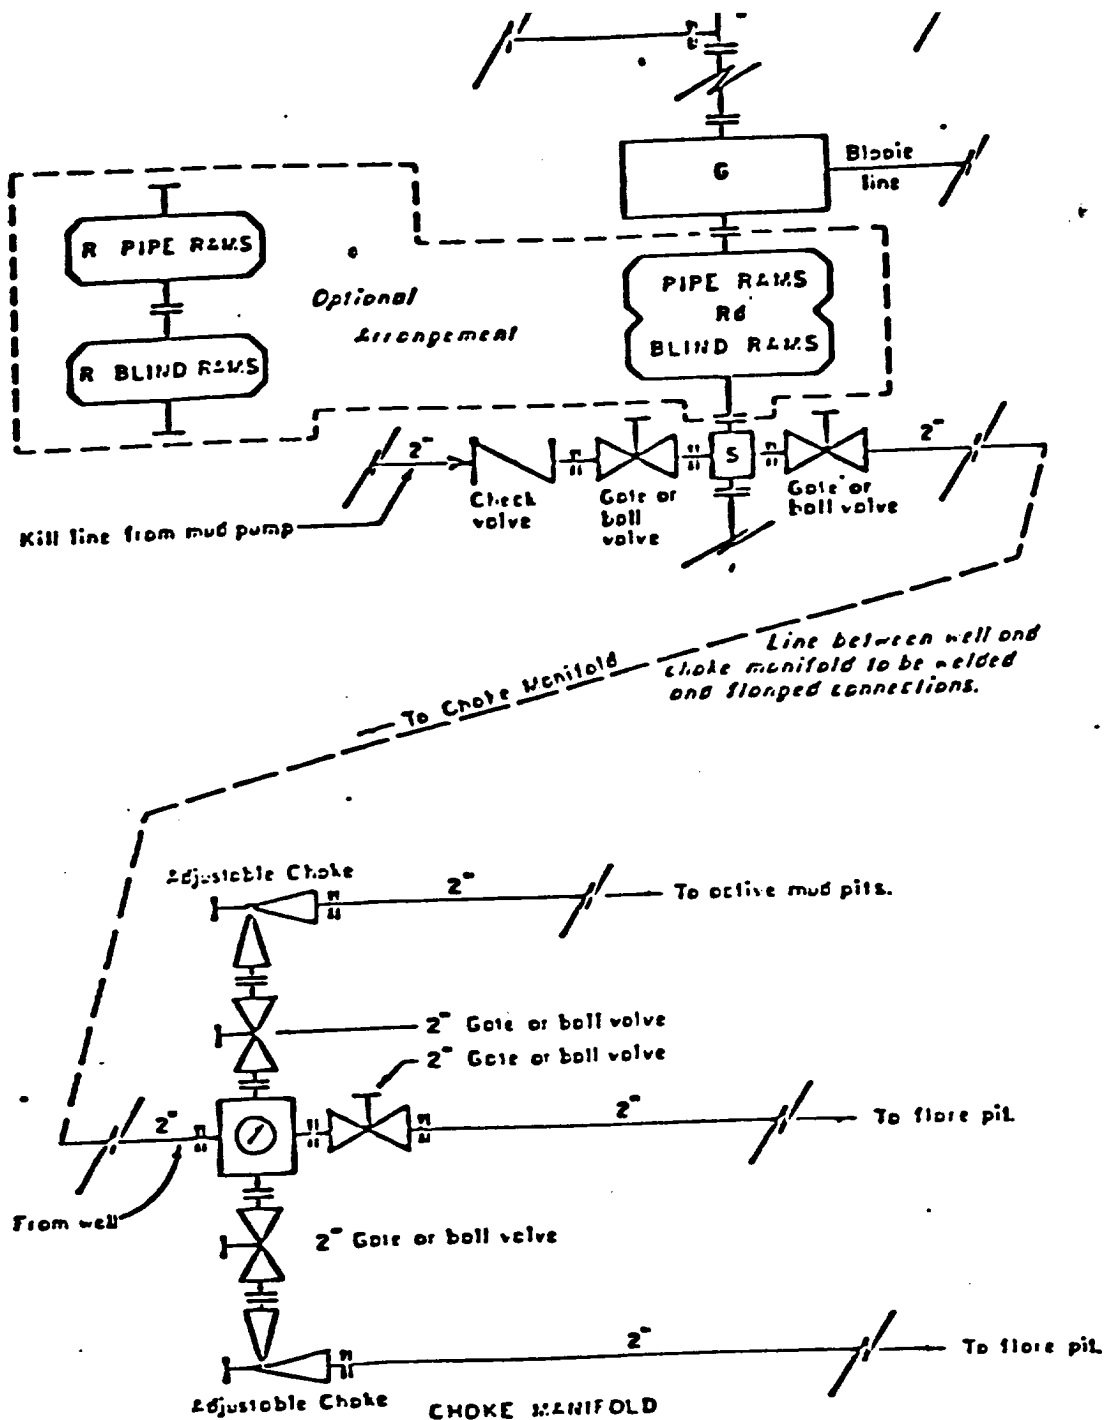 2"
G
Blooie
line
R PIPE RAMS
Optional
Arrangement
R BLIND RAMS
PIPE RAMS
Rd
BLIND RAMS
2"
S
2"
Check
valve
Gate or
ball
valve
Gate or
ball valve
Kill line from mud pump
Line between well and
choke manifold to be welded
and flanged connections.
To Choke Manifold
Adjustable Choke
2"
To active mud pits.
2" Gate or ball valve
2" Gate or ball valve
2"
2"
To flare pit.
From well
2" Gate or ball valve
2"
To flare pit.
Adjustable Choke
CHOKE MANIFOLD